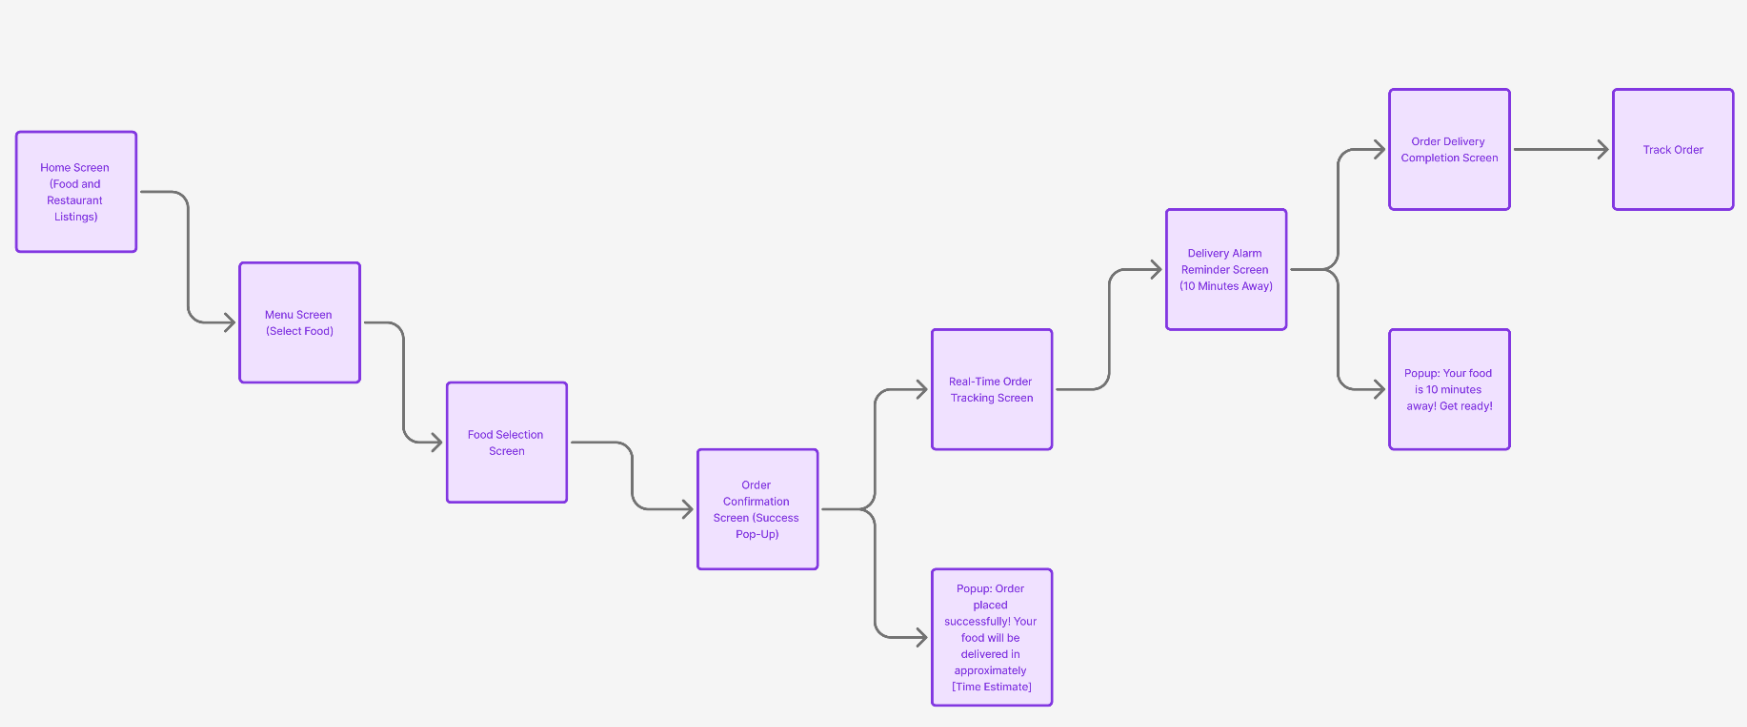 Home Screen
(Food and
Restaurant
Listings)
Menu Screen
(Select Food)
Food Selection
Screen
Order
Confirmation
Screen (Success
Pop-Up)
Real-Time Order
Tracking Screen
Popup: Order
placed
successfully! Your
food will be
delivered in
approximately
[Time Estimate]
Delivery Alarm
Reminder Screen
(10 Minutes Away)
Order Delivery
Completion Screen
Popup: Your food
is 10 minutes
away! Get ready!
Track Order